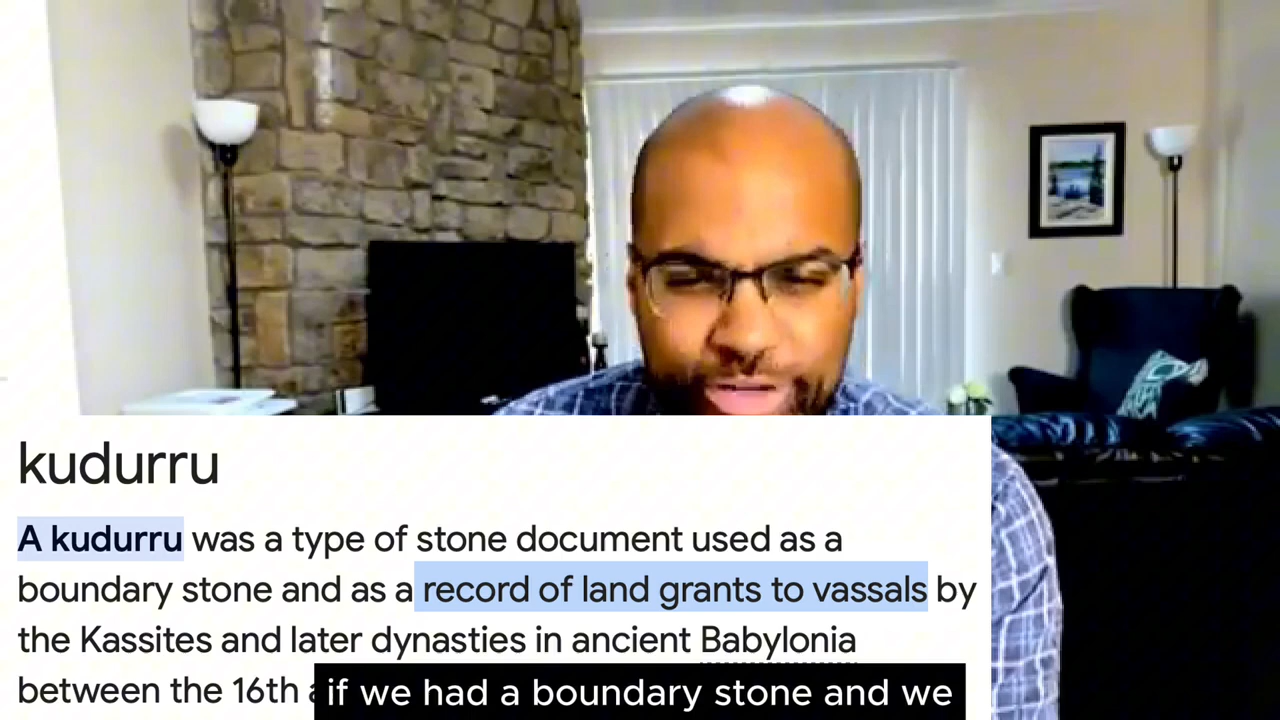 kudurru
A kudurru was a type of stone document used as a
boundary stone and as a record of land grants to vassals by
the Kassites and later dynasties in ancient Babylonia
between the 16th
if we had a boundary stone and we